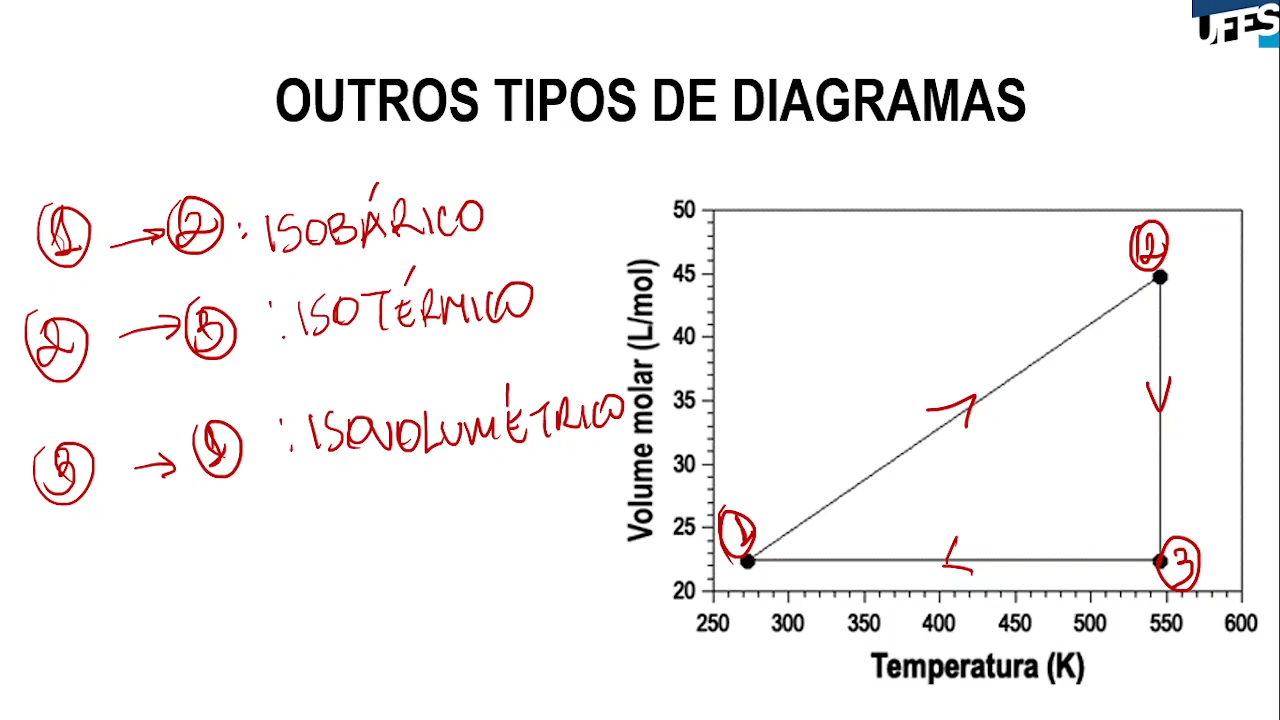 UFES
OUTROS TIPOS DE DIAGRAMAS
1 → 2 : ISOBÁRICO
2 → 3 : ISOTÉRMICO
3 → 1 : ISOVOLUMÉTRICO
Volume molar (L/mol)
50
45
40
35
30
25
20
2
1
3
250 300 350 400 450 500 550 600
Temperatura (K)